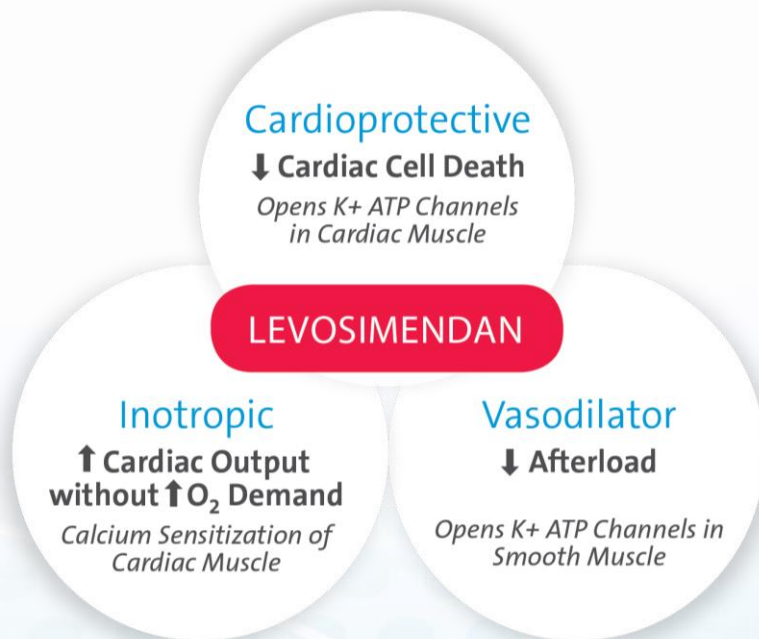 Cardioprotective
⬇ Cardiac Cell Death
Opens K+ ATP Channels
in Cardiac Muscle
LEVOSIMENDAN
Inotropic
⬆ Cardiac Output
without ⬆ O₂ Demand
Calcium Sensitization of
Cardiac Muscle
Vasodilator
⬇ Afterload
Opens K+ ATP Channels in
Smooth Muscle